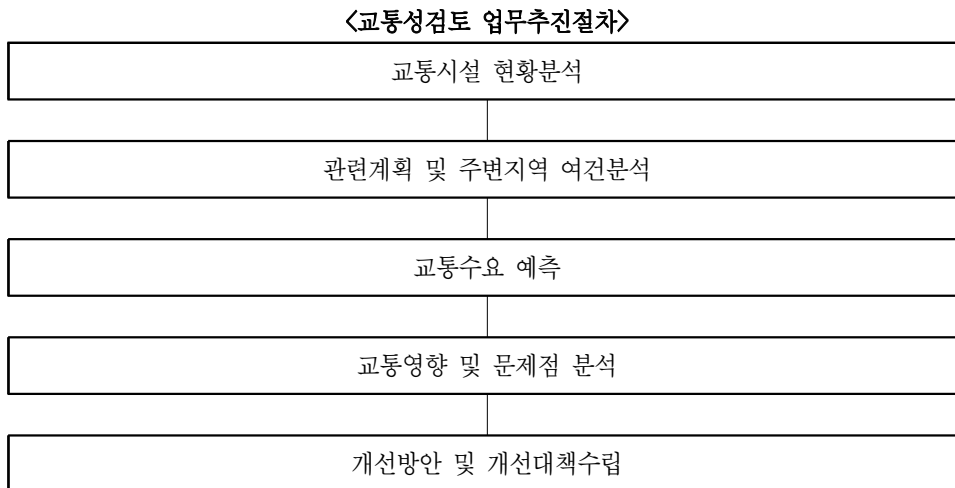 <교통성검토 업무추진절차>
교통시설 현황분석
관련계획 및 주변지역 여건분석
교통수요 예측
교통영향 및 문제점 분석
개선방안 및 개선대책수립